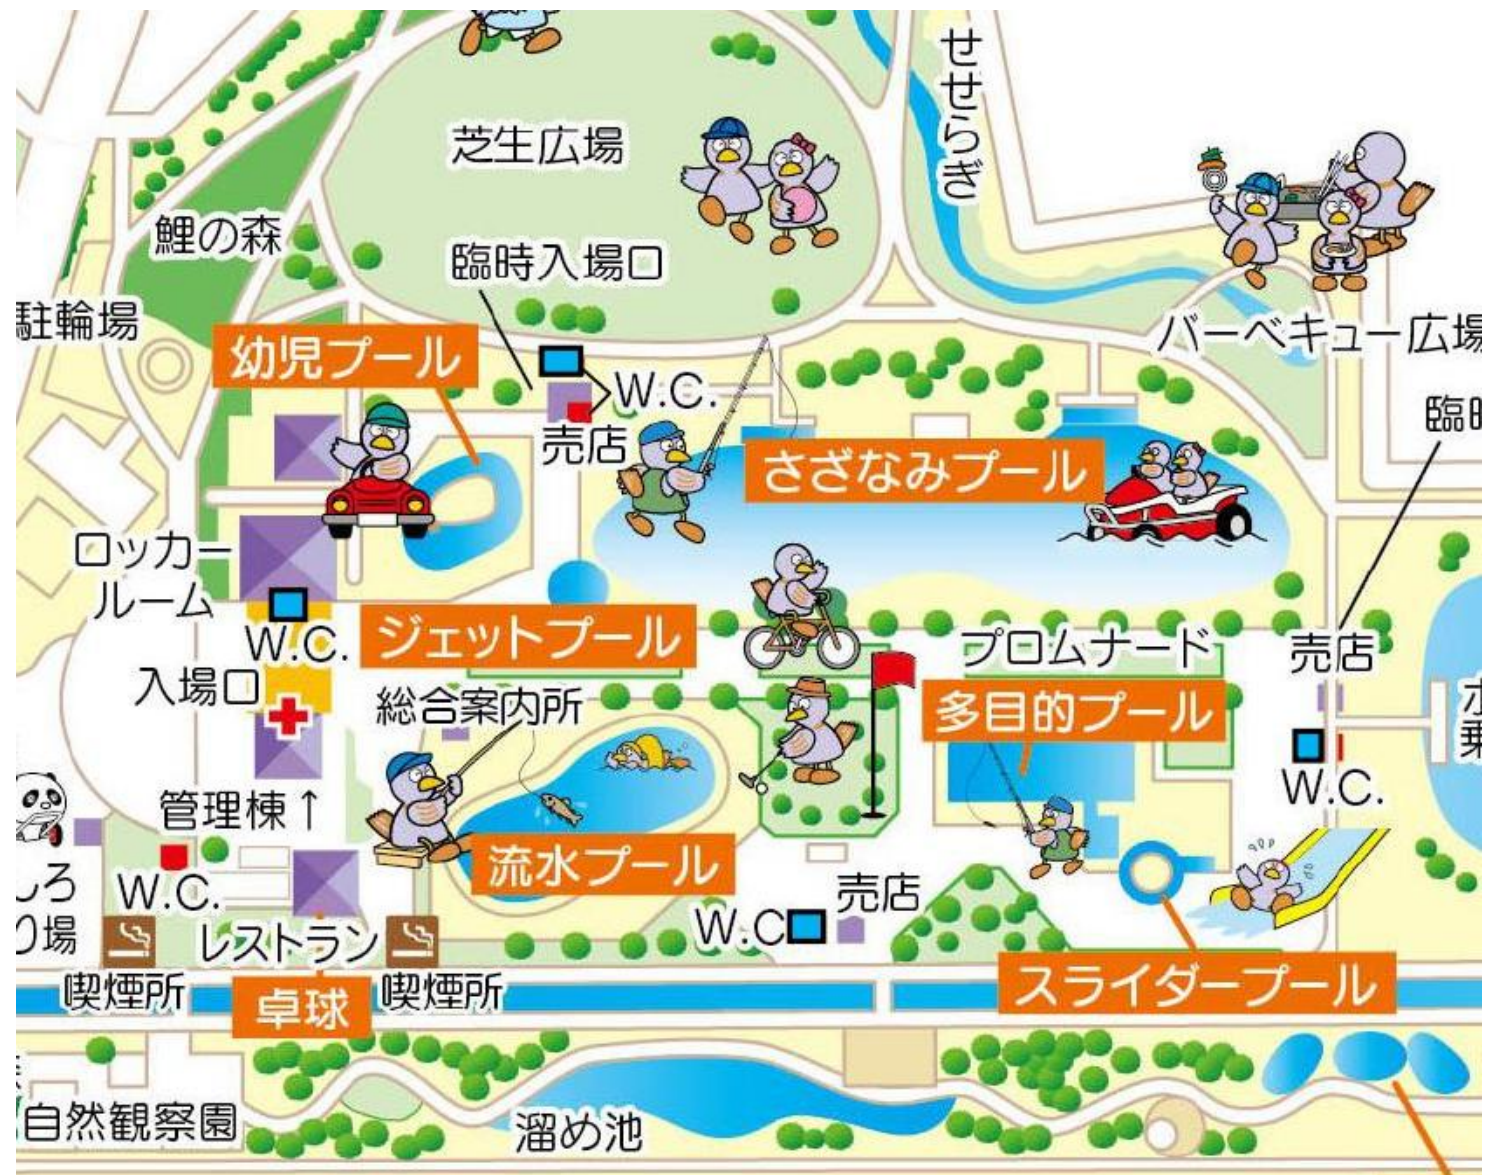 せせらぎ
芝生広場
鯉の森
臨時入場口
駐輪場
幼児プール
バーベキュー広場
W.C.
売店
臨時
さざなみプール
ロッカー
ルーム
W.C.
ジェットプール
プロムナード
売店
入場口
総合案内所
多目的プール
W.C.
管理棟↑
流水プール
しろ
り場
W.C.
売店
W.C
レストラン
喫煙所
卓球
喫煙所
スライダープール
自然観察園
溜め池